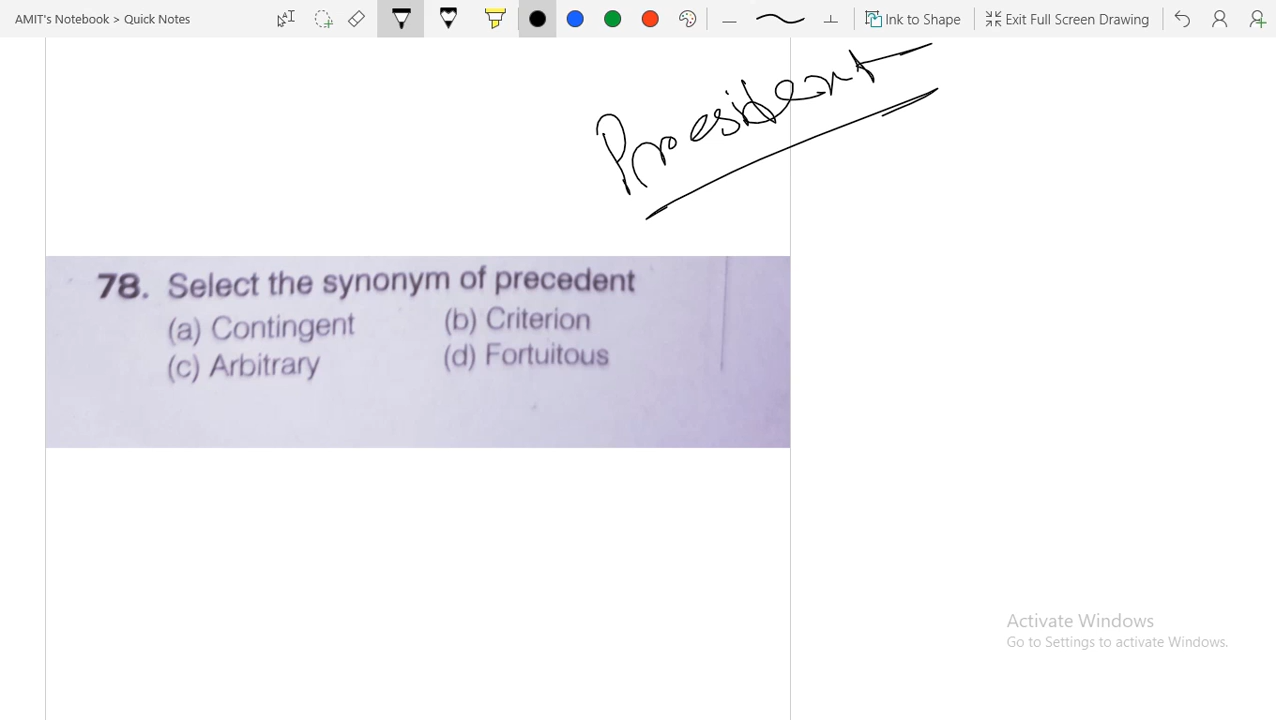 AMIT's Notebook > Quick Notes
Ink to Shape
Exit Full Screen Drawing
President
78. Select the synonym of precedent
(a) Contingent (b) Criterion
(c) Arbitrary (d) Fortuitous
Activate Windows
Go to Settings to activate Windows.